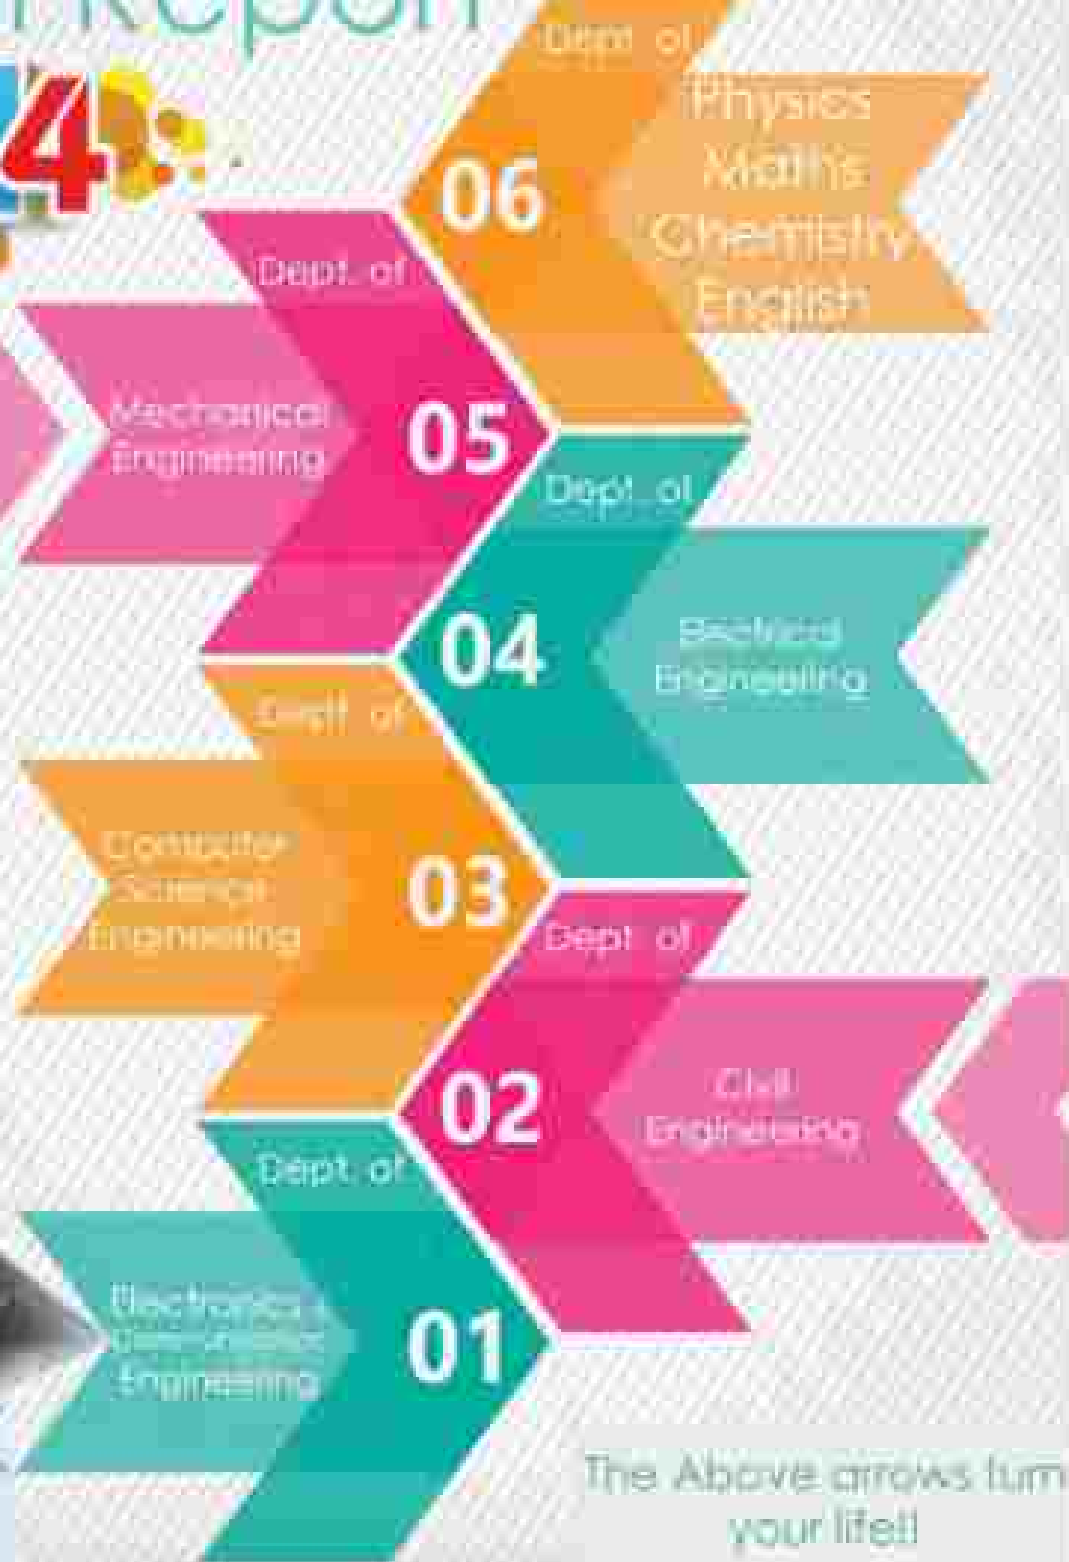 4
Dept. of
Physics
Maths
Chemistry
English
06
Dept. of
Mechanical
Engineering
05
Dept. of
Electrical
Engineering
04
Dept. of
Computer
Science
Engineering
03
Dept. of
Civil
Engineering
02
Dept. of
Electronics
Engineering
01
The Above arrows turn
your life!!